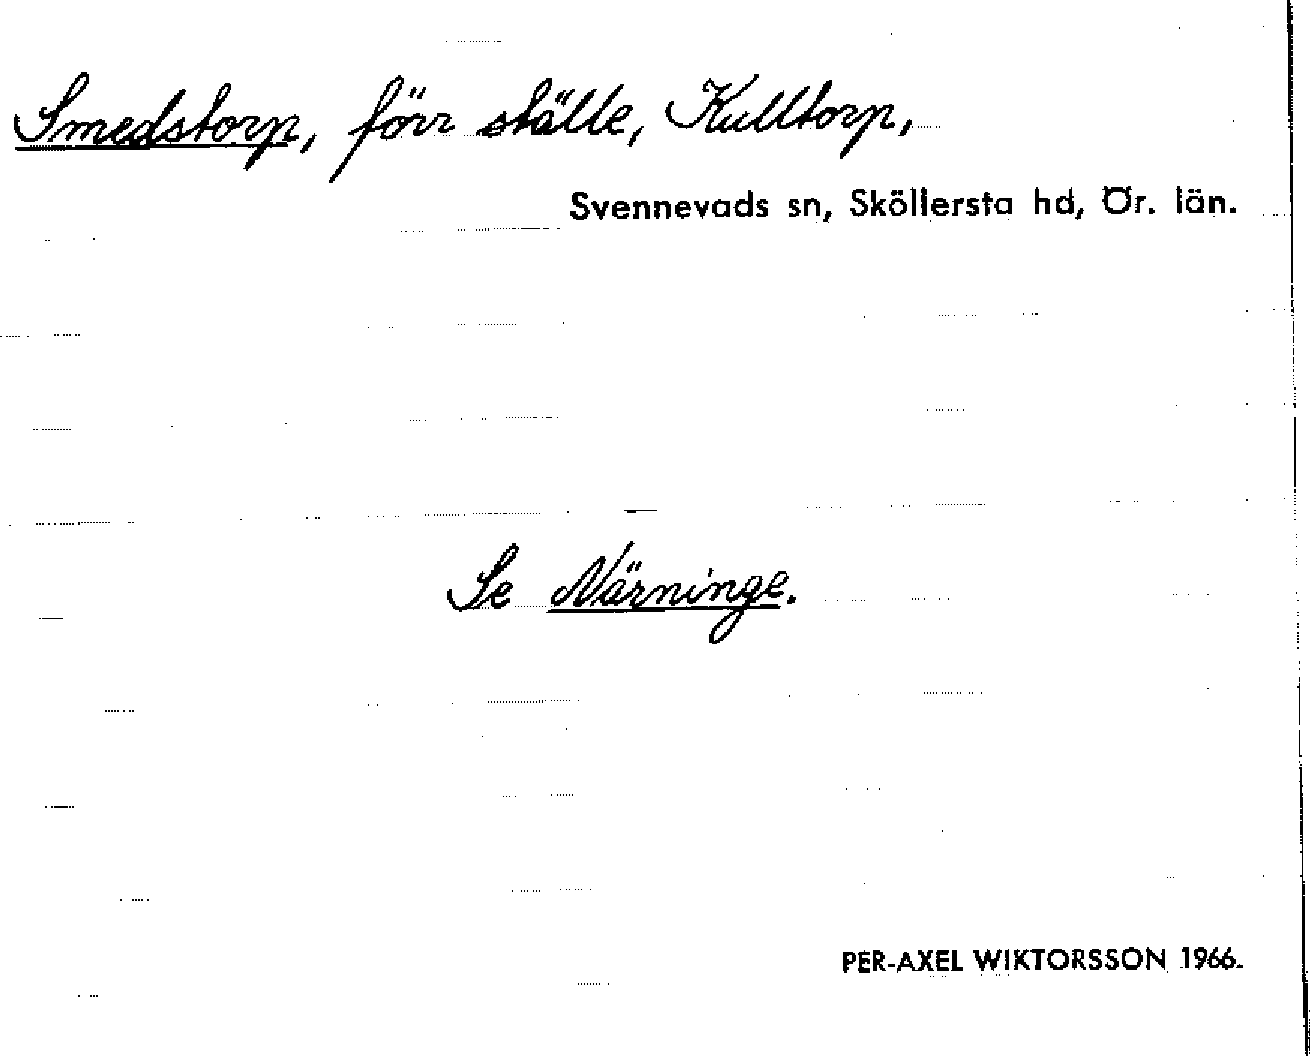 Smedstorp, förr ställe, Kulltorp,
Svennevads sn, Sköllersta hd, Ör. län.
Se Närninge.
PER-AXEL WIKTORSSON 1966.